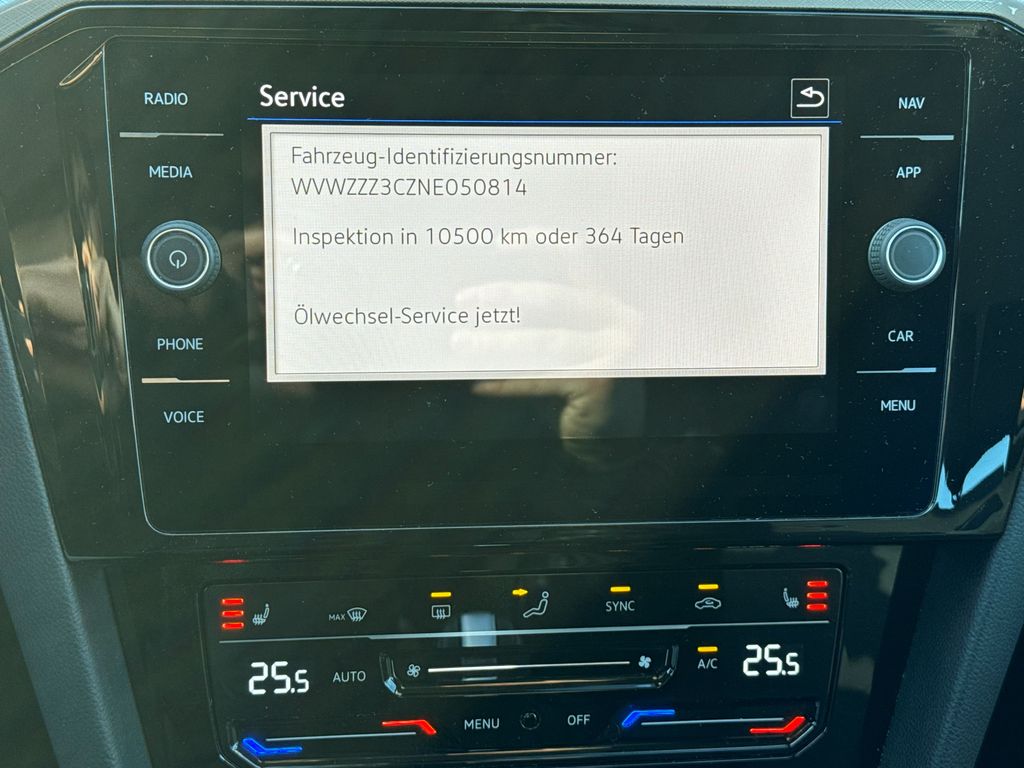 RADIO
Service
NAV
MEDIA
APP
Fahrzeug-Identifizierungsnummer:
WVWZZZ3CZNE050814
Inspektion in 10500 km oder 364 Tagen
Ölwechsel-Service jetzt!
PHONE
CAR
VOICE
MENU
MAX
SYNC
25.5
AUTO
A/C
25.5
MENU
OFF